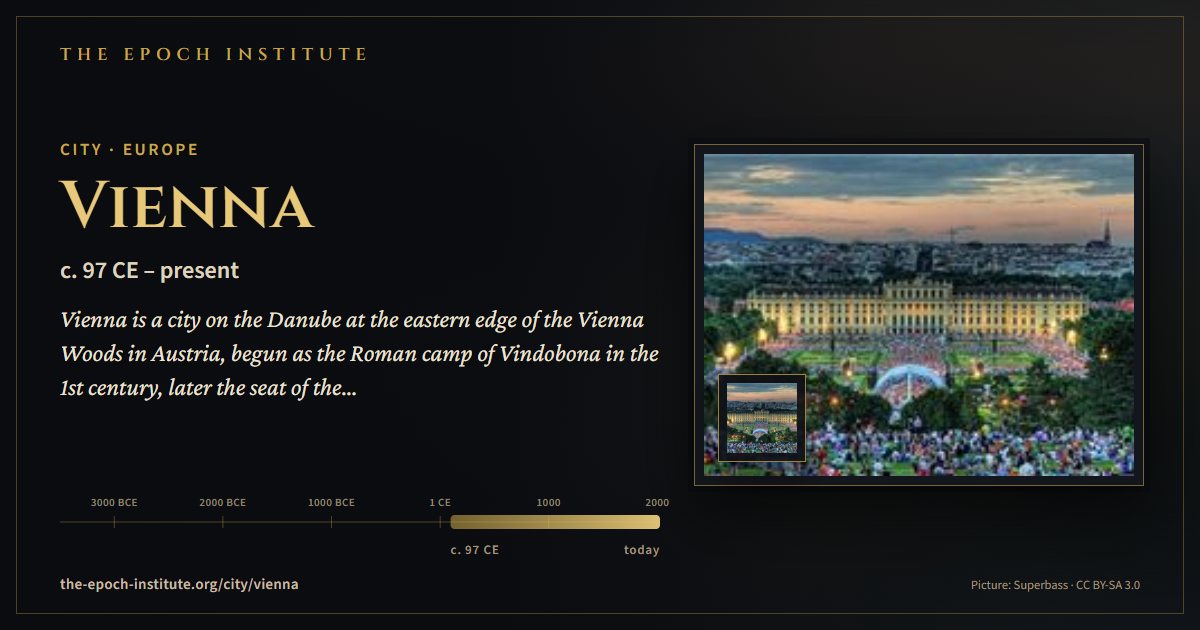 THE EPOCH INSTITUTE
CITY · EUROPE
VIENNA
c. 97 CE – present
Vienna is a city on the Danube at the eastern edge of the Vienna
Woods in Austria, begun as the Roman camp of Vindobona in the
1st century, later the seat of the...
3000 BCE 2000 BCE 1000 BCE 1 CE 1000 2000
c. 97 CE today
the-epoch-institute.org/city/vienna
Picture: Superbass · CC BY-SA 3.0